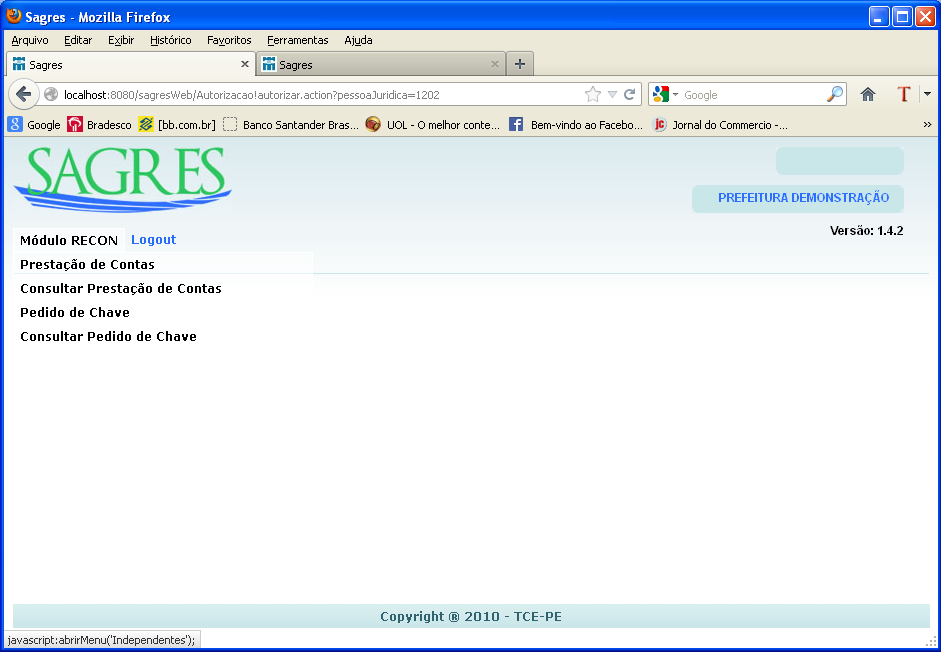 Sagres - Mozilla Firefox
Arquivo Editar Exibir Histórico Favoritos Ferramentas Ajuda
Sagres
Sagres
localhost:8080/sagresWeb/Autorizacao!autorizar.action?pessoaJuridica=1202
Google
T
Google Bradesco [bb.com.br] Banco Santander Bras... UOL - O melhor conte... Bem-vindo ao Facebo... Jornal do Commercio -... »
SAGRES
PREFEITURA DEMONSTRAÇÃO
Versão: 1.4.2
Módulo RECON Logout
Prestação de Contas
Consultar Prestação de Contas
Pedido de Chave
Consultar Pedido de Chave
Copyright ® 2010 - TCE-PE
javascript:abrirMenu('Independentes');